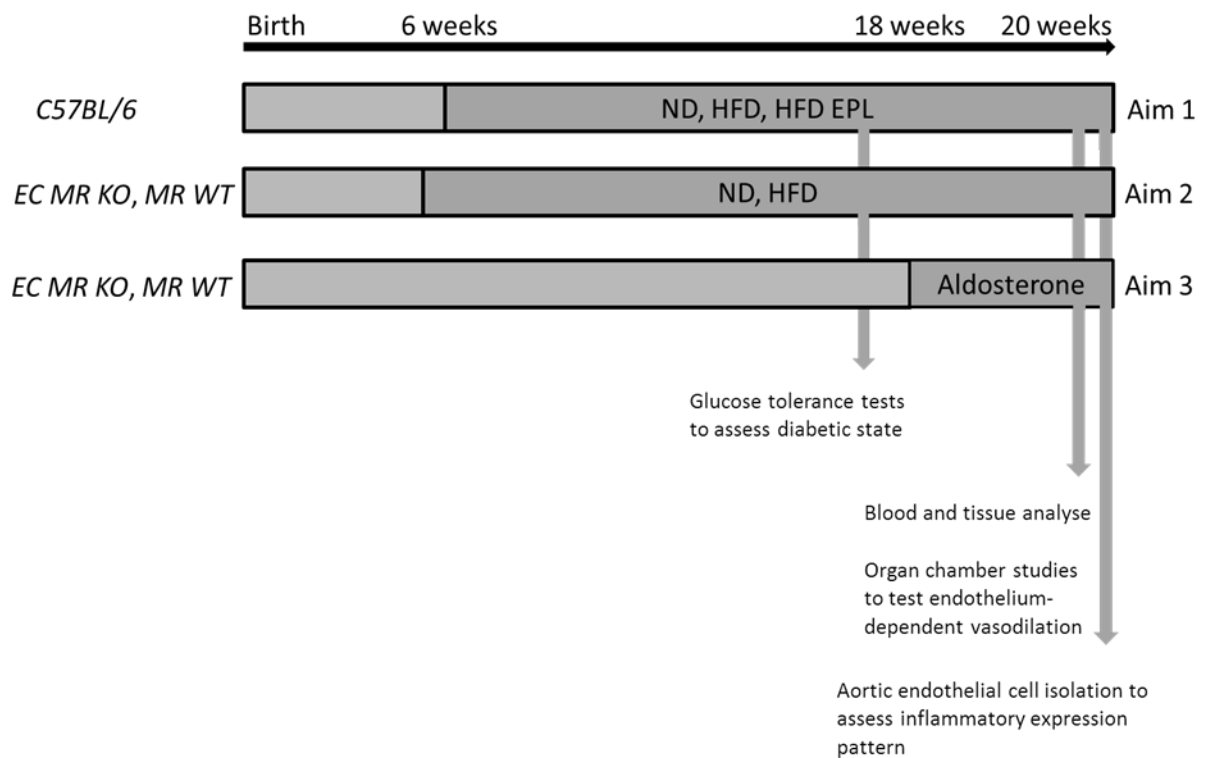 Birth 6 weeks 18 weeks 20 weeks
C57BL/6 ND, HFD, HFD EPL Aim 1
EC MR KO, MR WT ND, HFD Aim 2
EC MR KO, MR WT Aldosterone Aim 3
Glucose tolerance tests
to assess diabetic state
Blood and tissue analyse
Organ chamber studies
to test endothelium-
dependent vasodilation
Aortic endothelial cell isolation to
assess inflammatory expression
pattern